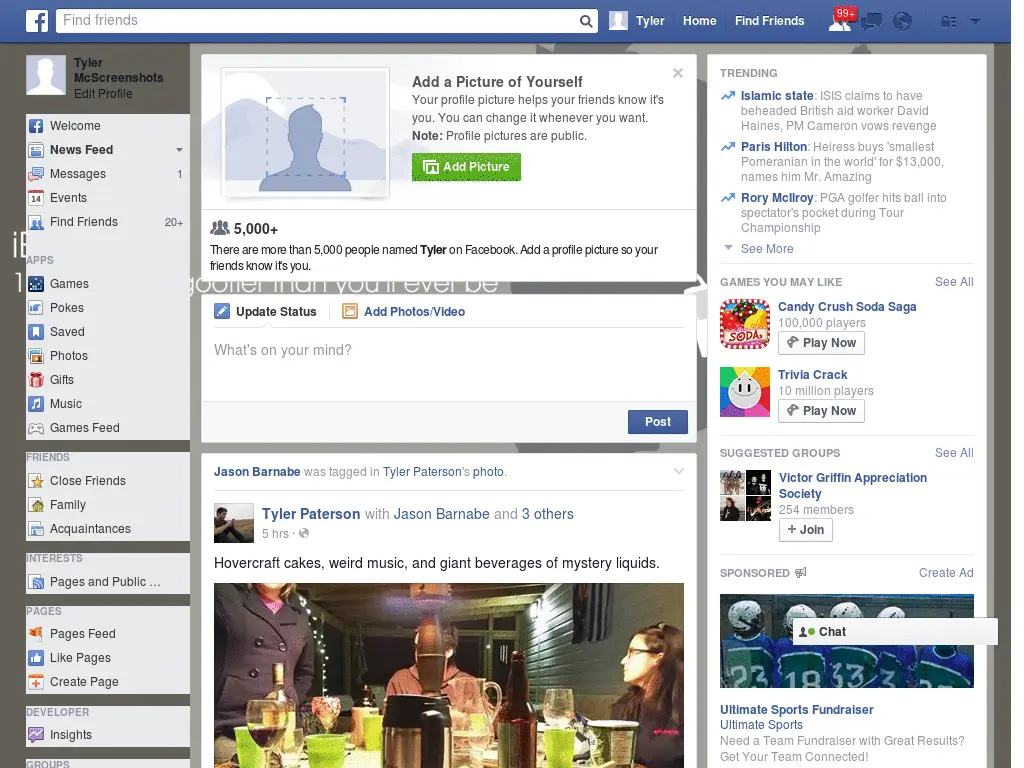 Find friends
Tyler
Home
Find Friends
99+
Tyler
McScreenshots
Edit Profile
Welcome
News Feed
Messages
1
14
Events
Find Friends
20+
APPS
Games
Pokes
Saved
Photos
Gifts
Music
Games Feed
FRIENDS
Close Friends
Family
Acquaintances
INTERESTS
Pages and Public ...
PAGES
Pages Feed
Like Pages
Create Page
DEVELOPER
Insights
GROUPS
Add a Picture of Yourself
Your profile picture helps your friends know it's
you. You can change it whenever you want.
Note: Profile pictures are public.
Add Picture
5,000+
There are more than 5,000 people named Tyler on Facebook. Add a profile picture so your
friends know it's you.
goofier than you'll ever be
Update Status
Add Photos/Video
What's on your mind?
Post
Jason Barnabe was tagged in Tyler Paterson's photo.
Tyler Paterson with Jason Barnabe and 3 others
5 hrs ·
Hovercraft cakes, weird music, and giant beverages of mystery liquids.
TRENDING
Islamic state: ISIS claims to have
beheaded British aid worker David
Haines, PM Cameron vows revenge
Paris Hilton: Heiress buys 'smallest
Pomeranian in the world' for $13,000,
names him Mr. Amazing
Rory McIlroy: PGA golfer hits ball into
spectator's pocket during Tour
Championship
See More
GAMES YOU MAY LIKE
See All
SODA
Candy Crush Soda Saga
100,000 players
Play Now
Trivia Crack
10 million players
Play Now
SUGGESTED GROUPS
See All
Victor Griffin Appreciation
Society
254 members
+ Join
SPONSORED
Create Ad
23
18
33
Chat
Ultimate Sports Fundraiser
Ultimate Sports
Need a Team Fundraiser with Great Results?
Get Your Team Connected!